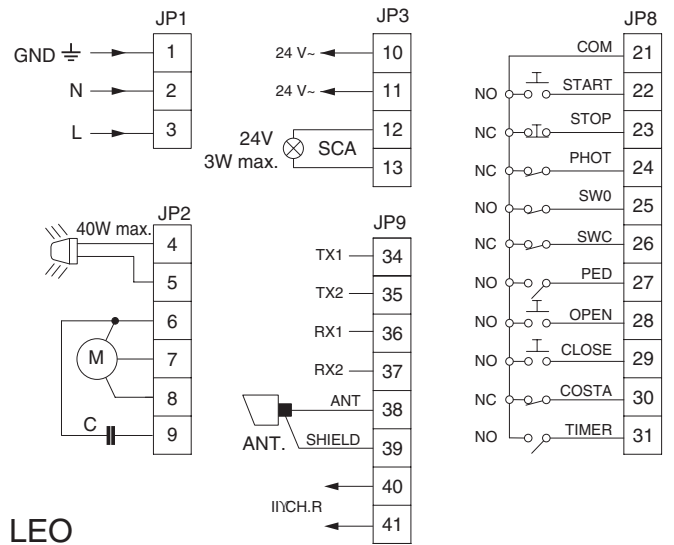 JP1
GND 1
N 2
L 3
JP2
40W max. 4
5
6
M 7
8
C 9
JP3
24 V~ 10
24 V~ 11
24V 12
3W max. SCA 13
JP9
TX1 34
TX2 35
RX1 36
RX2 37
ANT 38
ANT. SHIELD 39
40
II)CH.R
41
JP8
COM 21
NO START 22
NC STOP 23
NC PHOT 24
NO SW0 25
NC SWC 26
NO PED 27
NO OPEN 28
NO CLOSE 29
NC COSTA 30
NO TIMER 31
LEO